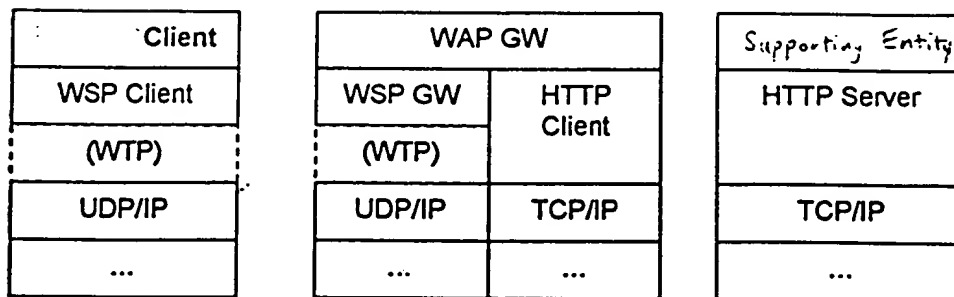 Client
WSP Client
(WTP)
UDP/IP
...
WAP GW
WSP GW
(WTP)
UDP/IP
...
HTTP
Client
TCP/IP
...
Supporting Entity
HTTP Server
TCP/IP
...